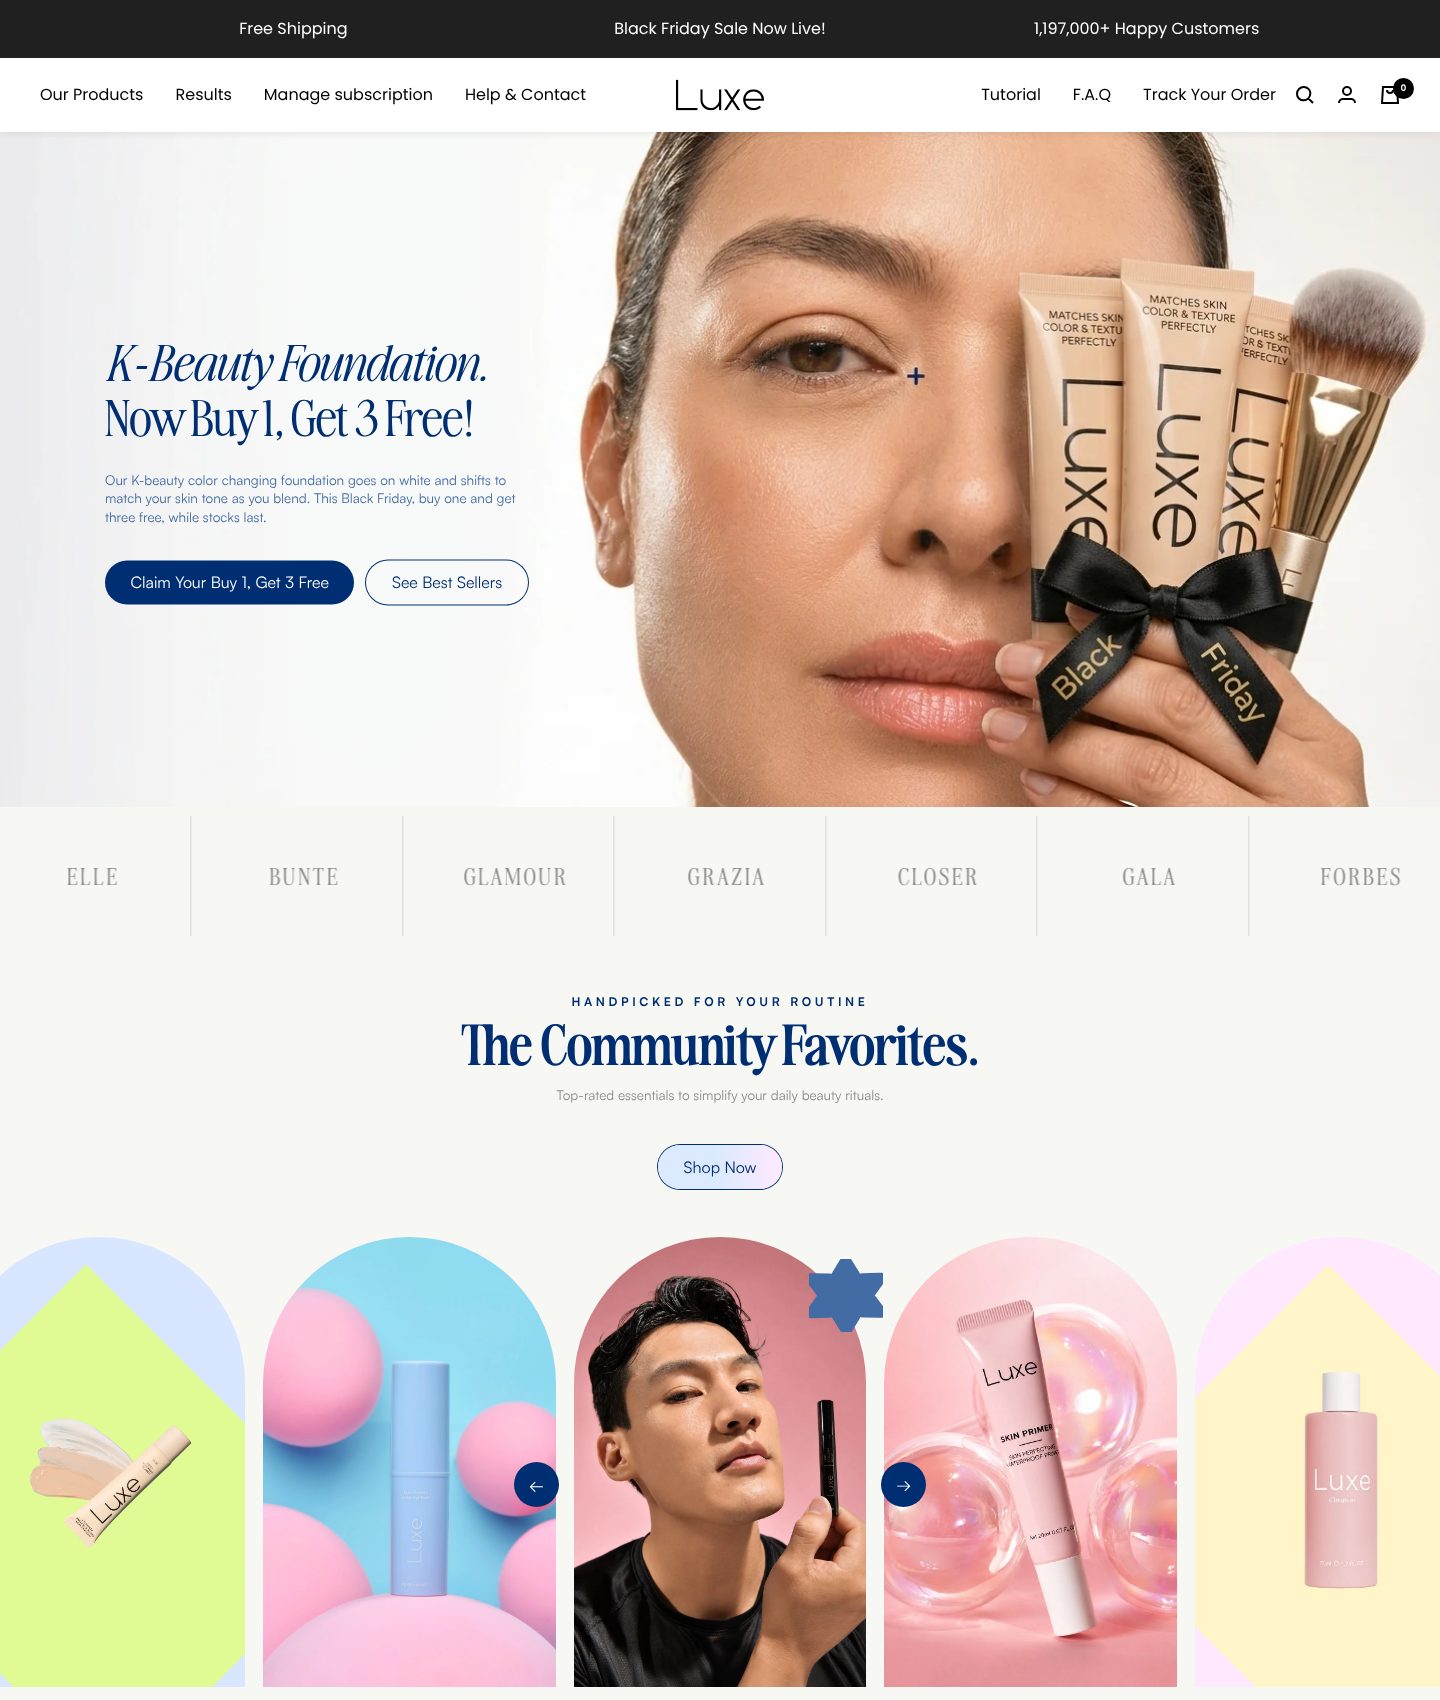 Free Shipping
Black Friday Sale Now Live!
1,197,000+ Happy Customers
Our Products
Results
Manage subscription
Help & Contact
Luxe
Tutorial
F.A.Q
Track Your Order
0
K-Beauty Foundation.
Now Buy 1, Get 3 Free!
Our K-beauty color changing foundation goes on white and shifts to
match your skin tone as you blend. This Black Friday, buy one and get
three free, while stocks last.
Claim Your Buy 1, Get 3 Free
See Best Sellers
MATCHES SKIN
COLOR & TEXTU
PERFECTLY
Luxe
MATCHES SKIN
COLOR & TEXTURE
PERFECTLY
Luxe
Luxe
Black
Friday
ELLE
BUNTE
GLAMOUR
GRAZIA
CLOSER
GALA
FORBES
HANDPICKED FOR YOUR ROUTINE
The Community Favorites.
Top-rated essentials to simplify your daily beauty rituals.
Shop Now
Luxe
Luxe
Luxe
Luxe
SKIN PRIMER
Luxe